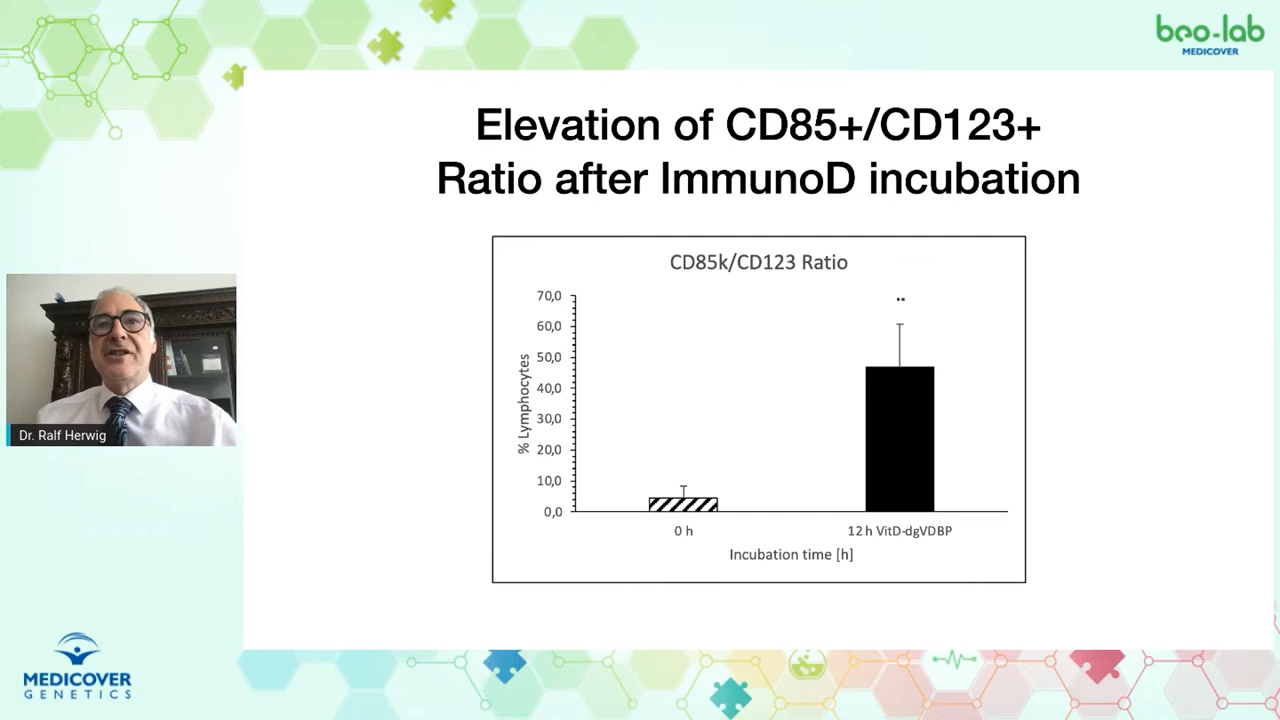 beo-lab
MEDICOVER
Elevation of CD85+/CD123+
Ratio after ImmunoD incubation
CD85k/CD123 Ratio
70,0
60,0
50,0
40,0
30,0
20,0
10,0
0,0
% Lymphocytes
**
0 h
12 h VitD-dgVDBP
Incubation time [h]
Dr. Ralf Herwig
MEDICOVER
GENETICS